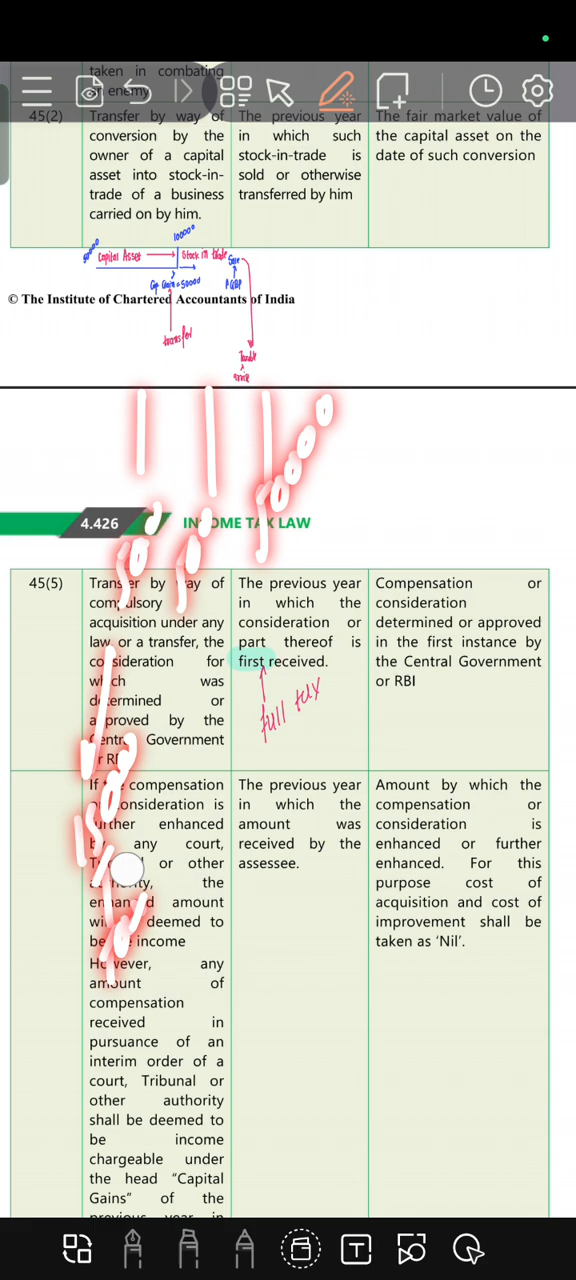 taken in combating
an enemy
45(2)
Transfer by way of
conversion by the
owner of a capital
asset into stock-in-
trade of a business
carried on by him.
The previous year
in which such
stock-in-trade is
sold or otherwise
transferred by him
The fair market value of
the capital asset on the
date of such conversion
50000
Capital Asset
100000
Stock in trade
Sale
Cap Gain = 50000
PGBP
© The Institute of Chartered Accountants of India
transfer
4.426
INCOME TAX LAW
45(5)
Transfer by way of
compulsory
acquisition under any
law or a transfer, the
consideration for
which was
determined or
approved by the
Central Government
or RBI
The previous year
in which the
consideration or
part thereof is
first received.
full tax
Compensation or
consideration
determined or approved
in the first instance by
the Central Government
or RBI
If the compensation
or consideration is
further enhanced
by any court,
or other
the
enhanced amount
will deemed to
be income
However, any
amount of
compensation
received in
pursuance of an
interim order of a
court, Tribunal or
other authority
shall be deemed to
be income
chargeable under
the head “Capital
Gains” of the
previous year in
The previous year
in which the
amount was
received by the
assessee.
Amount by which the
compensation or
consideration is
enhanced or further
enhanced. For this
purpose cost of
acquisition and cost of
improvement shall be
taken as ‘Nil’.
T